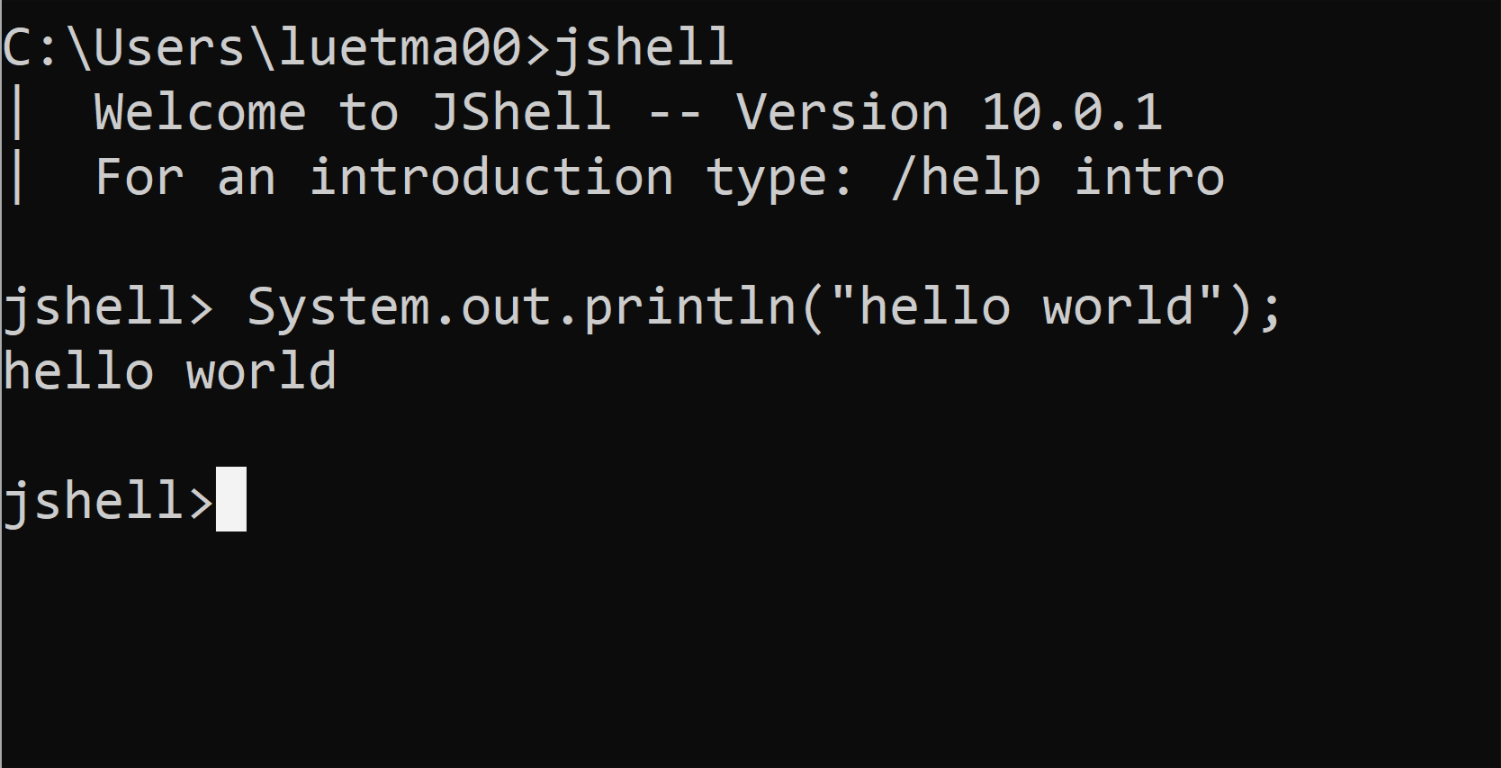 C:\Users\luetma00>jshell
|  Welcome to JShell -- Version 10.0.1
|  For an introduction type: /help intro
jshell> System.out.println("hello world");
hello world
jshell>